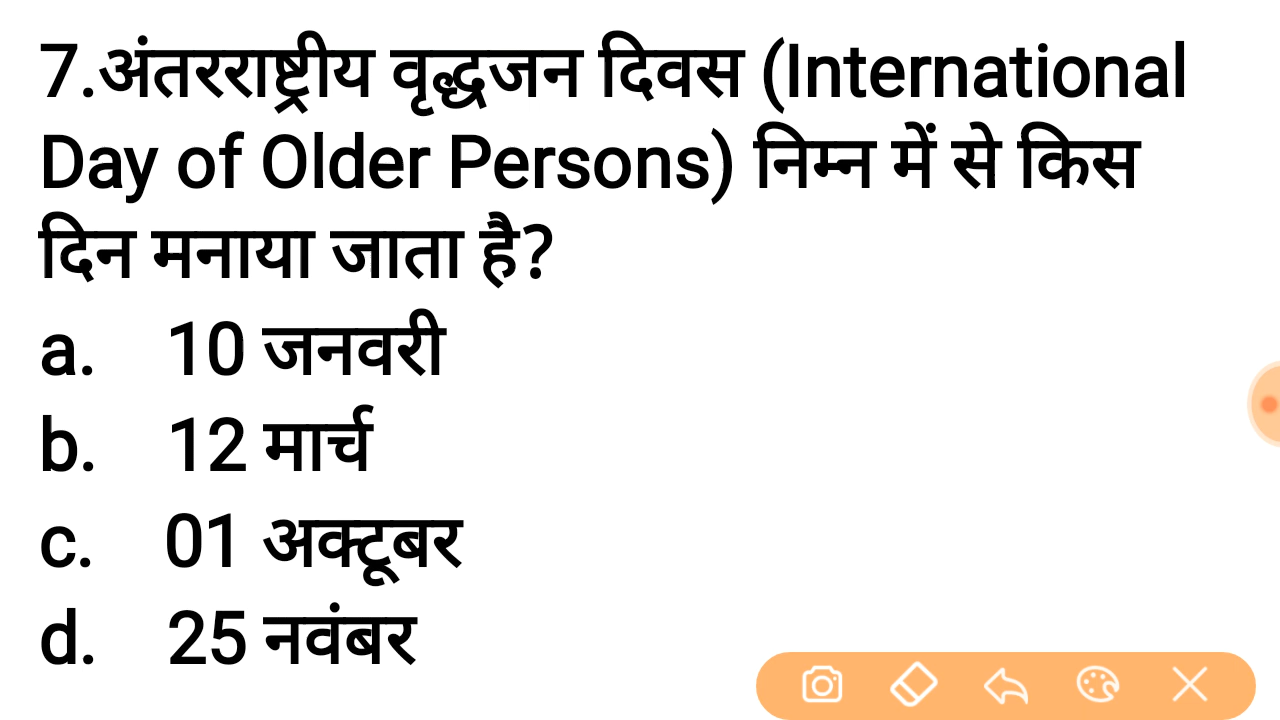 7.अंतरराष्ट्रीय वृद्धजन दिवस (International
Day of Older Persons) निम्न में से किस
दिन मनाया जाता है?
a. 10 जनवरी
b. 12 मार्च
c. 01 अक्टूबर
d. 25 नवंबर